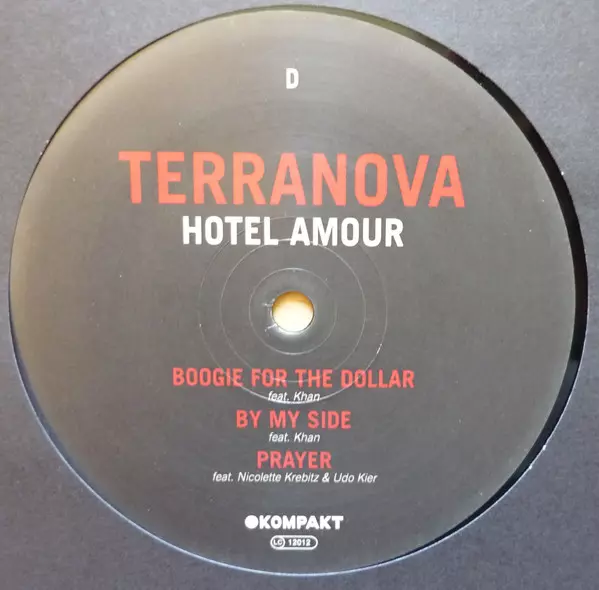 D
TERRANOVA
HOTEL AMOUR
BOOGIE FOR THE DOLLAR
feat. Khan
BY MY SIDE
feat. Khan
PRAYER
feat. Nicolette Krebitz & Udo Kier
KOMPAKT
LC 12012